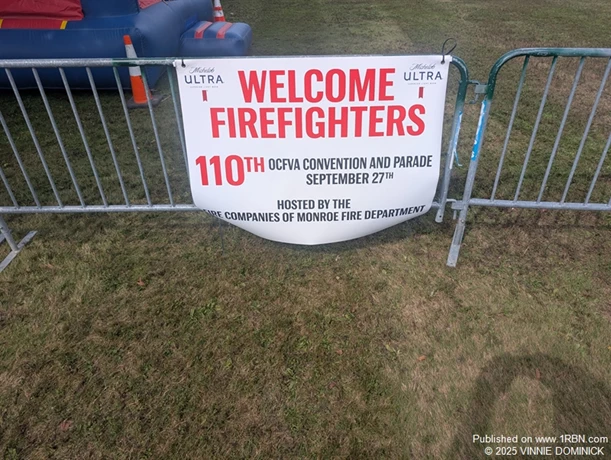 Michelob
ULTRA
Michelob
ULTRA
WELCOME
FIREFIGHTERS
110TH OCFVA CONVENTION AND PARADE
SEPTEMBER 27TH
HOSTED BY THE
FIRE COMPANIES OF MONROE FIRE DEPARTMENT
Published on www.1RBN.com
© 2025 VINNIE DOMINICK